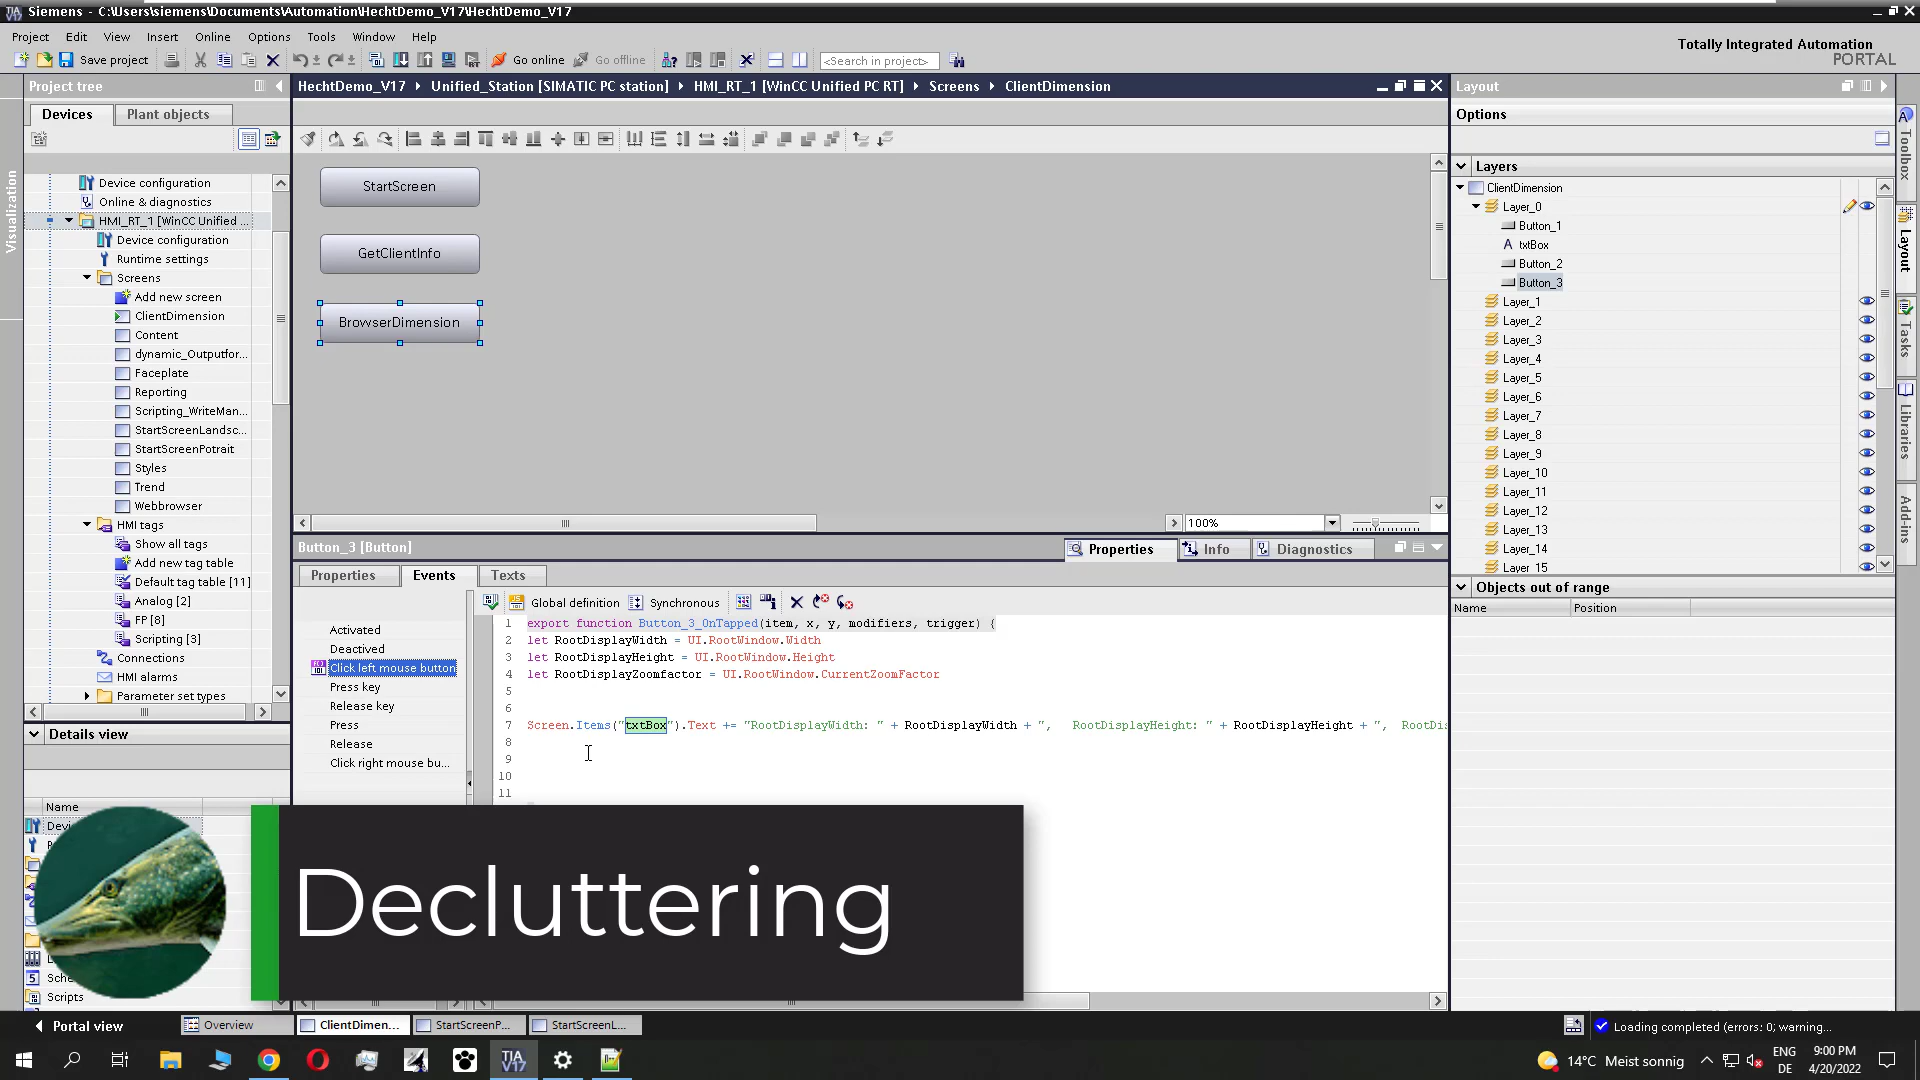 Siemens - C:\Users\siemens\Documents\Automation\HechtDemo_V17\HechtDemo_V17
Project Edit View Insert Online Options Tools Window Help
Totally Integrated Automation
PORTAL
Save project
Go online
Go offline
<Search in project>
Project tree
Devices
Plant objects
Device configuration
Online & diagnostics
HMI_RT_1 [WinCC Unified ...
Device configuration
Runtime settings
Screens
Add new screen
ClientDimension
Content
dynamic_Outputfor...
Faceplate
Reporting
Scripting_WriteMan...
StartScreenLandsc...
StartScreenPotrait
Styles
Trend
Webbrowser
HMI tags
Show all tags
Add new tag table
Default tag table [11]
Analog [2]
FP [8]
Scripting [3]
Connections
HMI alarms
Parameter set types
Details view
Name
Devi
Scripts
Visualization
HechtDemo_V17 Unified_Station [SIMATIC PC station] HMI_RT_1 [WinCC Unified PC RT] Screens ClientDimension
StartScreen
GetClientInfo
BrowserDimension
100%
Button_3 [Button]
Properties
Info
Diagnostics
Properties
Events
Texts
Activated
Deactived
Click left mouse button
Press key
Release key
Press
Release
Click right mouse bu...
Global definition
Synchronous
1 export function Button_3_OnTapped(item, x, y, modifiers, trigger) {
2 let RootDisplayWidth = UI.RootWindow.Width
3 let RootDisplayHeight = UI.RootWindow.Height
4 let RootDisplayZoomfactor = UI.RootWindow.CurrentZoomFactor
5
6
7 Screen.Items("txtBox").Text += "RootDisplayWidth: " + RootDisplayWidth + ", RootDisplayHeight: " + RootDisplayHeight + ", RootDis
8
9
10
11
Layout
Options
Layers
ClientDimension
Layer_0
Button_1
txtBox
Button_2
Button_3
Layer_1
Layer_2
Layer_3
Layer_4
Layer_5
Layer_6
Layer_7
Layer_8
Layer_9
Layer_10
Layer_11
Layer_12
Layer_13
Layer_14
Layer_15
Objects out of range
Name Position
Toolbox
Layout
Tasks
Libraries
Add-ins
Decluttering
Portal view
Overview
ClientDimen...
StartScreenP...
StartScreenL...
Loading completed (errors: 0; warning...
TIA
V17
14°C Meist sonnig
ENG
DE
9:00 PM
4/20/2022